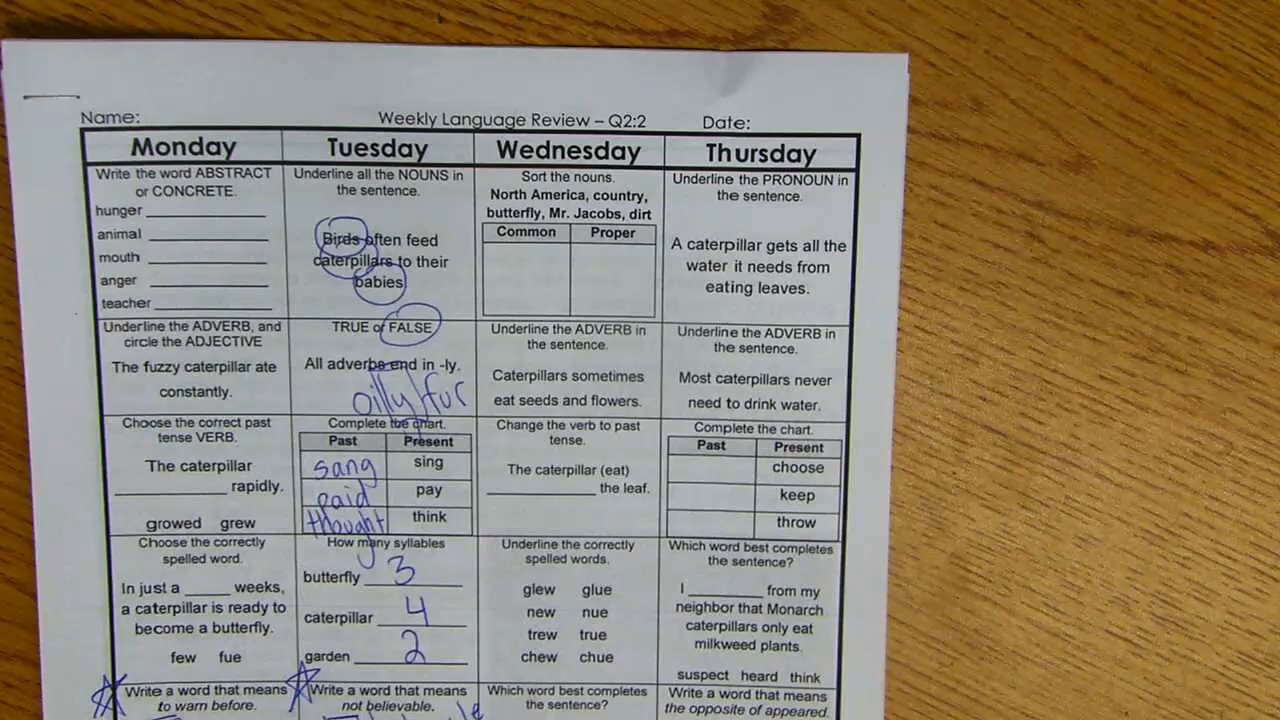 Name: Weekly Language Review – Q2:2 Date:
Monday Tuesday Wednesday Thursday
Write the word ABSTRACT
or CONCRETE.
hunger
animal
mouth
anger
teacher
Underline all the NOUNS in
the sentence.
Birds often feed
caterpillars to their
babies
Sort the nouns.
North America, country,
butterfly, Mr. Jacobs, dirt
Common Proper
Underline the PRONOUN in
the sentence.
A caterpillar gets all the
water it needs from
eating leaves.
Underline the ADVERB, and
circle the ADJECTIVE
The fuzzy caterpillar ate
constantly.
TRUE or FALSE
All adverbs end in -ly.
oilly fur
Underline the ADVERB in
the sentence.
Caterpillars sometimes
eat seeds and flowers.
Underline the ADVERB in
the sentence.
Most caterpillars never
need to drink water.
Choose the correct past
tense VERB.
The caterpillar
rapidly.
growed grew
Complete the chart.
Past Present
sang sing
paid pay
thought think
Change the verb to past
tense.
The caterpillar (eat)
the leaf.
Complete the chart.
Past Present
choose
keep
throw
Choose the correctly
spelled word.
In just a weeks,
a caterpillar is ready to
become a butterfly.
few fue
How many syllables
butterfly 3
caterpillar 4
garden 2
Underline the correctly
spelled words.
glew glue
new nue
trew true
chew chue
Which word best completes
the sentence?
I from my
neighbor that Monarch
caterpillars only eat
milkweed plants.
suspect heard think
Write a word that means
to warn before.
Write a word that means
not believable.
Which word best completes
the sentence?
Write a word that means
the opposite of appeared.